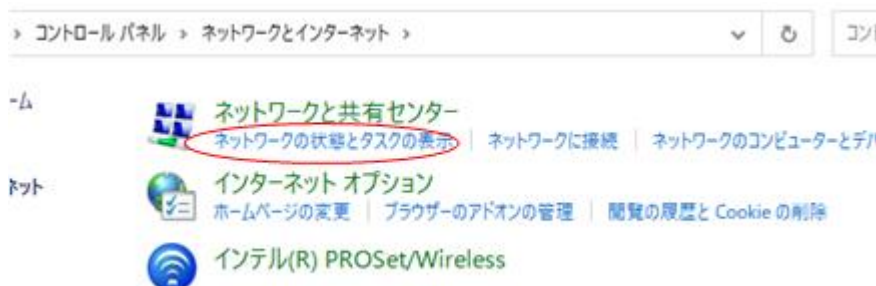 › コントロール パネル › ネットワークとインターネット ›
ネットワークと共有センター
ネットワークの状態とタスクの表示 | ネットワークに接続 | ネットワークのコンピューターとデバ
インターネット オプション
ホームページの変更 | ブラウザーのアドオンの管理 | 閲覧の履歴と Cookie の削除
インテル(R) PROSet/Wireless